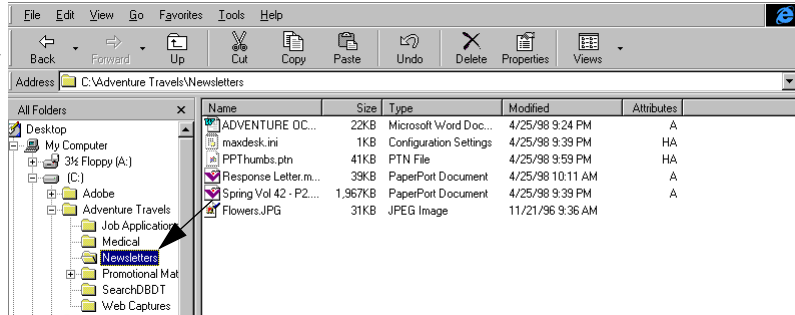 File Edit View Go Favorites Tools Help
Back Forward Up Cut Copy Paste Undo Delete Properties Views
Address C:\Adventure Travels\Newsletters
All Folders × Name Size Type Modified Attributes
Desktop ADVENTURE OC... 22KB Microsoft Word Doc... 4/25/98 9:24 PM A
My Computer maxdesk.ini 1KB Configuration Settings 4/25/98 9:39 PM HA
3½ Floppy (A:) PPThumbs.ptn 41KB PTN File 4/25/98 9:59 PM HA
(C:) Response Letter.m... 39KB PaperPort Document 4/25/98 10:11 AM A
Adobe Spring Vol 42 - P2.... 1,967KB PaperPort Document 4/25/98 9:39 PM A
Adventure Travels Flowers.JPG 31KB JPEG Image 11/21/96 9:36 AM
Job Applications
Medical
Newsletters
Promotional Mat
SearchDBDT
Web Captures